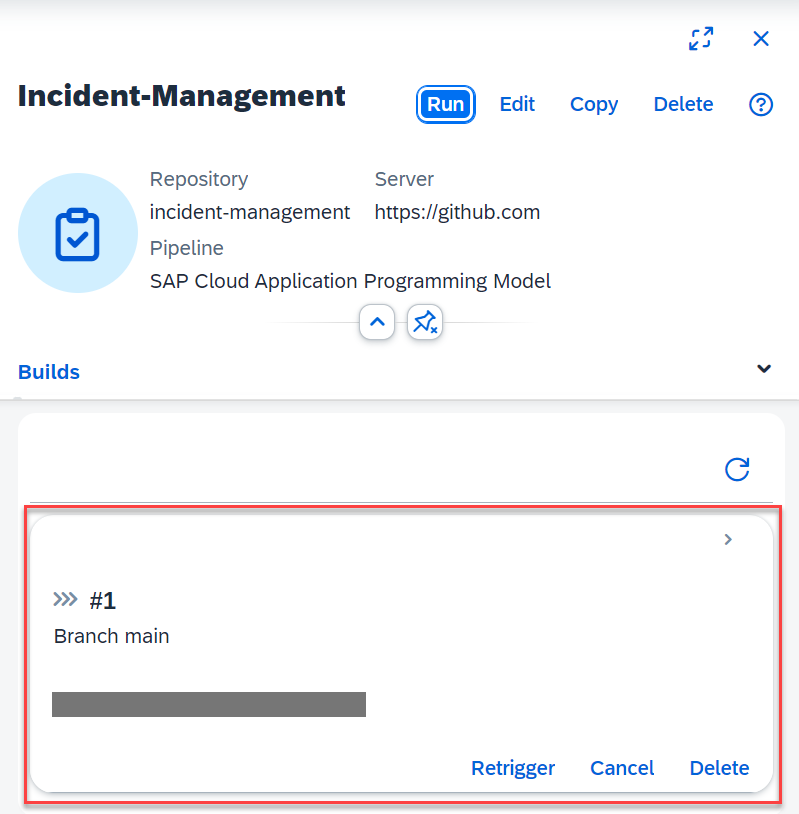 Incident-Management
Run Edit Copy Delete
Repository Server
incident-management https://github.com
Pipeline
SAP Cloud Application Programming Model
Builds
#1
Branch main
Retrigger Cancel Delete